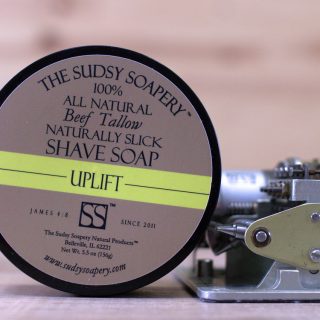 THE SUDSY SOAPERY™
100%
ALL NATURAL
Beef Tallow
NATURALLY SLICK
SHAVE SOAP
UPLIFT
JAMES 4:8 SS™ SINCE 2011
The Sudsy Soapery Natural Products™
Belleville, IL 62221
Net Wt. 5.5 oz (156g)
www.sudsysoapery.com